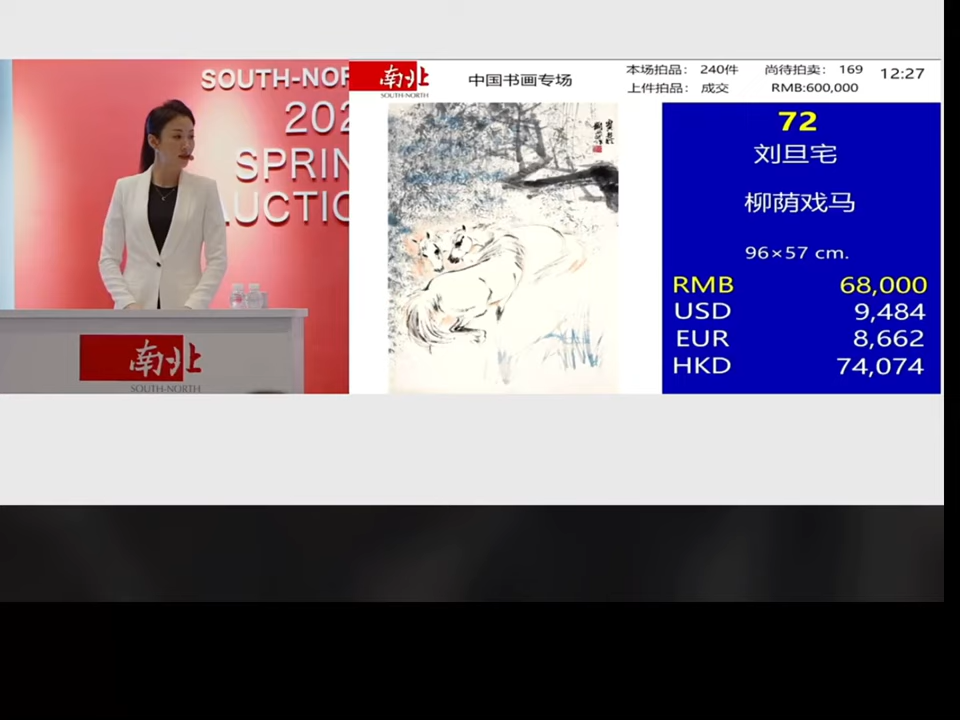 SOUTH-NOR
202
SPRIN
AUCTIO
南北
SOUTH-NORTH
南北
SOUTH-NORTH
中国书画专场
本场拍品: 240件 尚待拍卖: 169
上件拍品: 成交 RMB:600,000
12:27
72
刘旦宅
柳荫戏马
96×57 cm.
RMB 68,000
USD 9,484
EUR 8,662
HKD 74,074